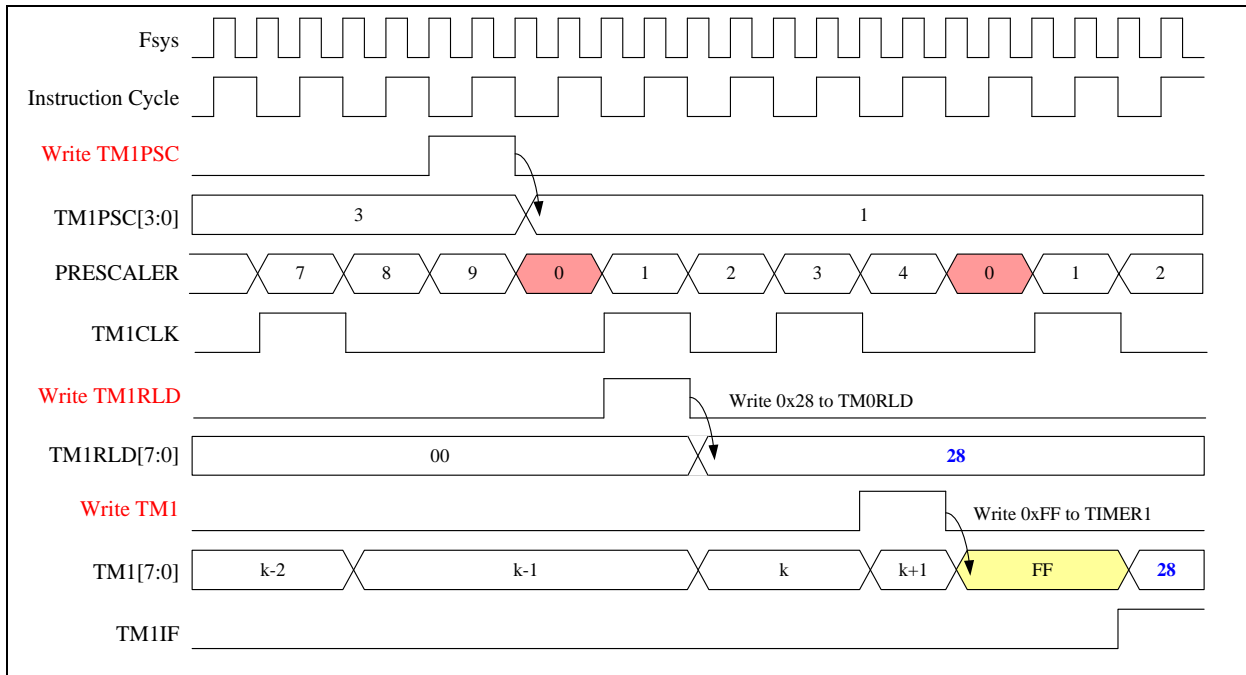 Fsys
Instruction Cycle
Write TM1PSC
TM1PSC[3:0] 3 1
PRESCALER 7 8 9 0 1 2 3 4 0 1 2
TM1CLK
Write TM1RLD Write 0x28 to TM0RLD
TM1RLD[7:0] 00 28
Write TM1 Write 0xFF to TIMER1
TM1[7:0] k-2 k-1 k k+1 FF 28
TM1IF